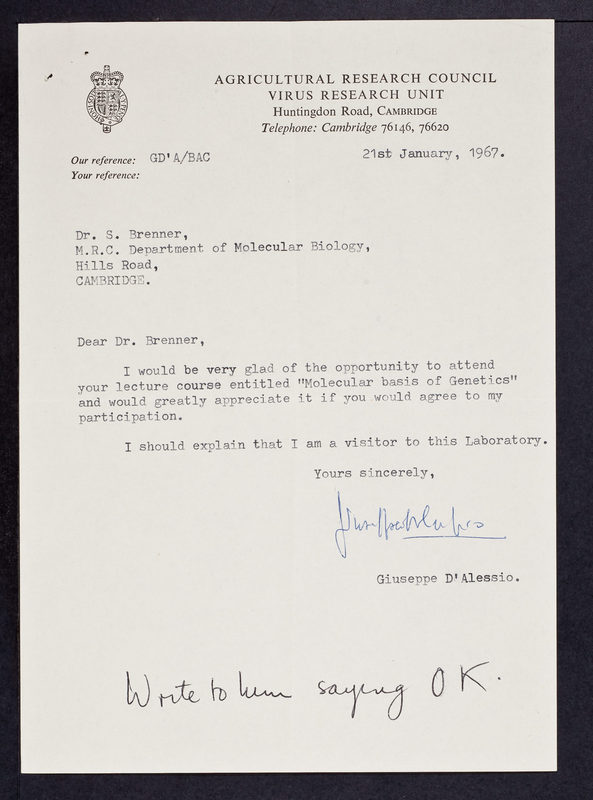 AGRICULTURAL RESEARCH COUNCIL
VIRUS RESEARCH UNIT
Huntingdon Road, CAMBRIDGE
Telephone: Cambridge 76146, 76620
Our reference: GD'A/BAC
21st January, 1967.
Your reference:
Dr. S. Brenner,
M.R.C. Department of Molecular Biology,
Hills Road,
CAMBRIDGE.
Dear Dr. Brenner,
I would be very glad of the opportunity to attend
your lecture course entitled "Molecular basis of Genetics"
and would greatly appreciate it if you would agree to my
participation.
I should explain that I am a visitor to this Laboratory.
Yours sincerely,
Giuseppe D'Alessio.
Write to him saying OK.